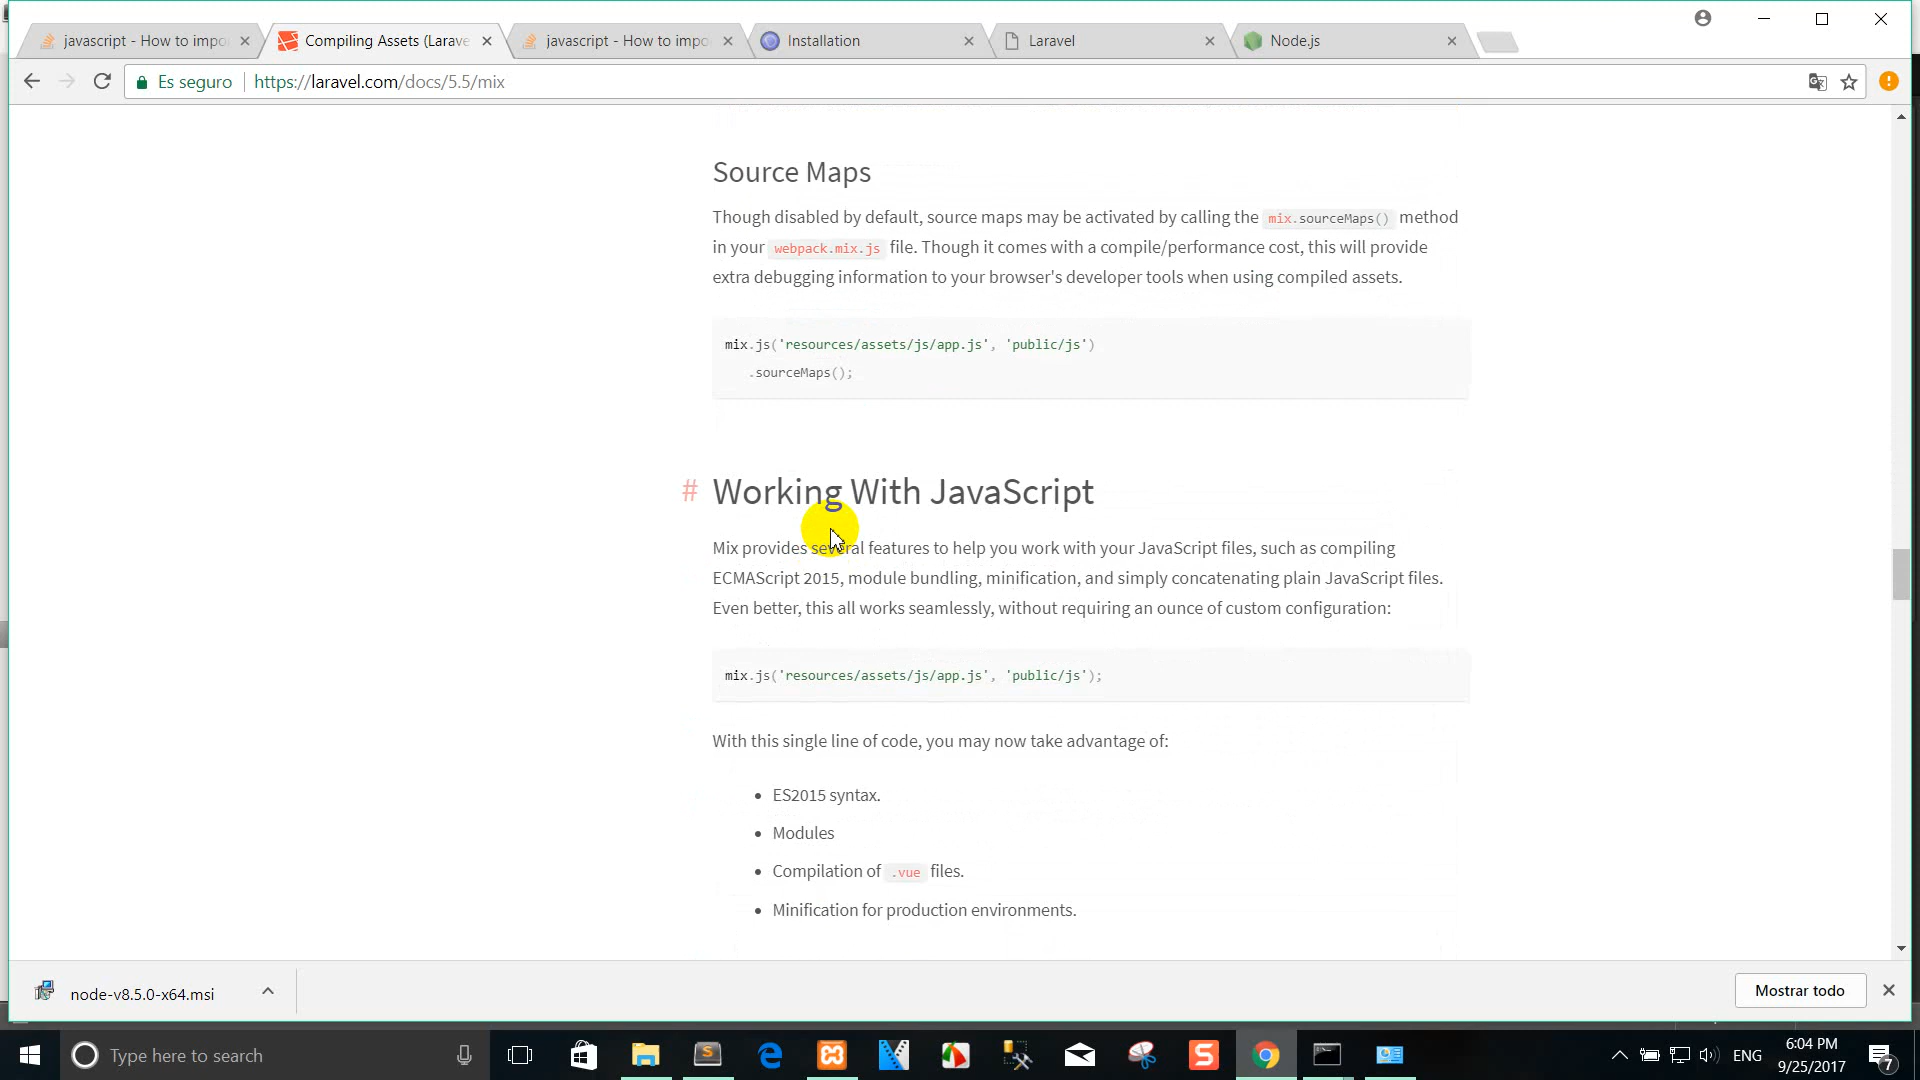 javascript - How to impo
Compiling Assets (Larave
javascript - How to impo
Installation
Laravel
Node.js
Es seguro
https://laravel.com/docs/5.5/mix
Source Maps
Though disabled by default, source maps may be activated by calling the mix.sourceMaps() method
in your webpack.mix.js file. Though it comes with a compile/performance cost, this will provide
extra debugging information to your browser's developer tools when using compiled assets.
mix.js('resources/assets/js/app.js', 'public/js')
.sourceMaps();
# Working With JavaScript
Mix provides several features to help you work with your JavaScript files, such as compiling
ECMAScript 2015, module bundling, minification, and simply concatenating plain JavaScript files.
Even better, this all works seamlessly, without requiring an ounce of custom configuration:
mix.js('resources/assets/js/app.js', 'public/js');
With this single line of code, you may now take advantage of:
• ES2015 syntax.
• Modules
• Compilation of .vue files.
• Minification for production environments.
node-v8.5.0-x64.msi
Mostrar todo
Type here to search
ENG
6:04 PM
9/25/2017
7